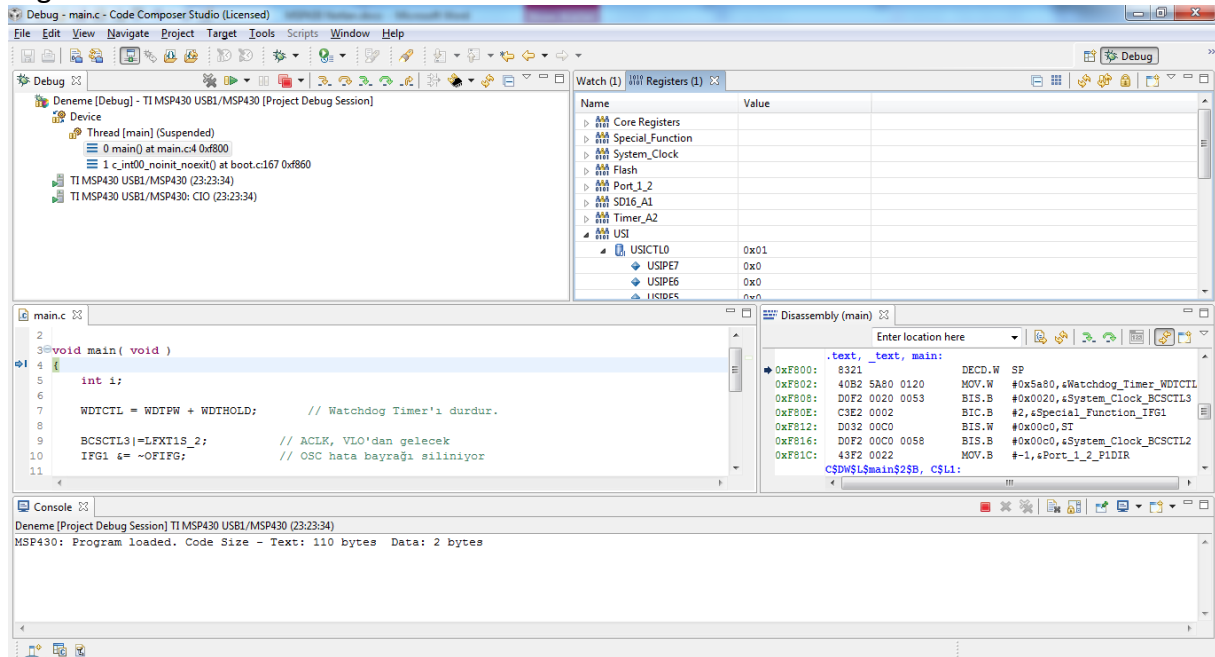 Debug - main.c - Code Composer Studio (Licensed)
File Edit View Navigate Project Target Tools Scripts Window Help
Debug
Debug
Deneme [Debug] - TI MSP430 USB1/MSP430 [Project Debug Session]
Device
Thread [main] (Suspended)
0 main() at main.c:4 0xf800
1 c_int00_noinit_noexit() at boot.c:167 0xf860
TI MSP430 USB1/MSP430 (23:23:34)
TI MSP430 USB1/MSP430: CIO (23:23:34)
Watch (1) Registers (1)
Name Value
Core Registers
Special_Function
System_Clock
Flash
Port_1_2
SD16_A1
Timer_A2
USI
USICTL0 0x01
USIPE7 0x0
USIPE6 0x0
USIPE5 0x0
main.c
2
3 void main( void )
4 {
5 int i;
6
7 WDTCTL = WDTPW + WDTHOLD; // Watchdog Timer'ı durdur.
8
9 BCSCTL3|=LFXT1S_2; // ACLK, VLO'dan gelecek
10 IFG1 &= ~OFIFG; // OSC hata bayrağı siliniyor
11
Disassembly (main)
Enter location here
.text, _text, main:
0xF800: 8321 DECD.W SP
0xF802: 40B2 5A80 0120 MOV.W #0x5a80,&Watchdog_Timer_WDTCTL
0xF808: D0F2 0020 0053 BIS.B #0x0020,&System_Clock_BCSCTL3
0xF80E: C3E2 0002 BIC.B #2,&Special_Function_IFG1
0xF812: D032 00C0 BIS.W #0x00c0,ST
0xF816: D0F2 00C0 0058 BIS.B #0x00c0,&System_Clock_BCSCTL2
0xF81C: 43F2 0022 MOV.B #-1,&Port_1_2_P1DIR
C$DW$L$main$2$B, C$L1:
Console
Deneme [Project Debug Session] TI MSP430 USB1/MSP430 (23:23:34)
MSP430: Program loaded. Code Size - Text: 110 bytes Data: 2 bytes